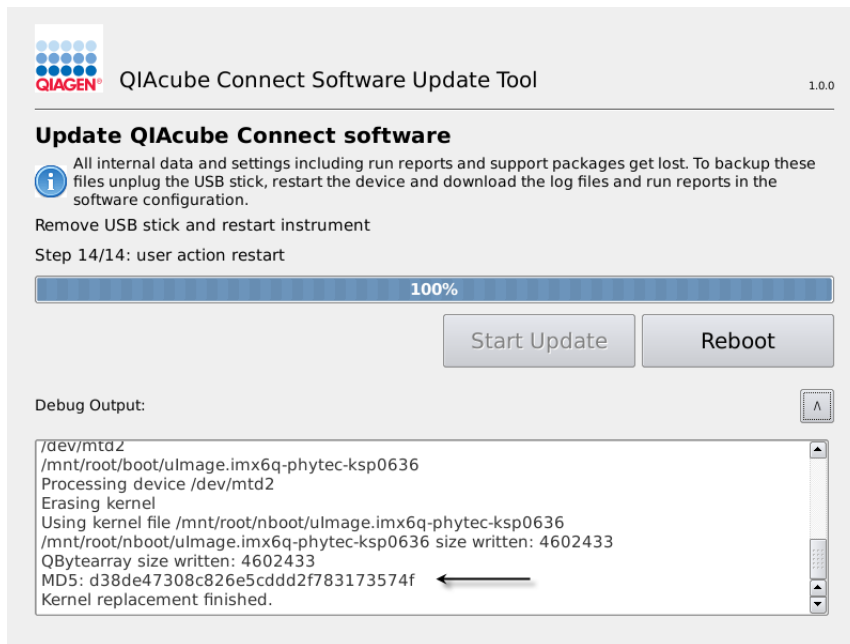 QIAGEN®
QIAcube Connect Software Update Tool
1.0.0
Update QIAcube Connect software
All internal data and settings including run reports and support packages get lost. To backup these
files unplug the USB stick, restart the device and download the log files and run reports in the
software configuration.
Remove USB stick and restart instrument
Step 14/14: user action restart
100%
Start Update
Reboot
Debug Output:
/dev/mtd2
/mnt/root/boot/uImage.imx6q-phytec-ksp0636
Processing device /dev/mtd2
Erasing kernel
Using kernel file /mnt/root/nboot/uImage.imx6q-phytec-ksp0636
/mnt/root/nboot/uImage.imx6q-phytec-ksp0636 size written: 4602433
QBytearray size written: 4602433
MD5: d38de47308c826e5cddd2f783173574f
Kernel replacement finished.